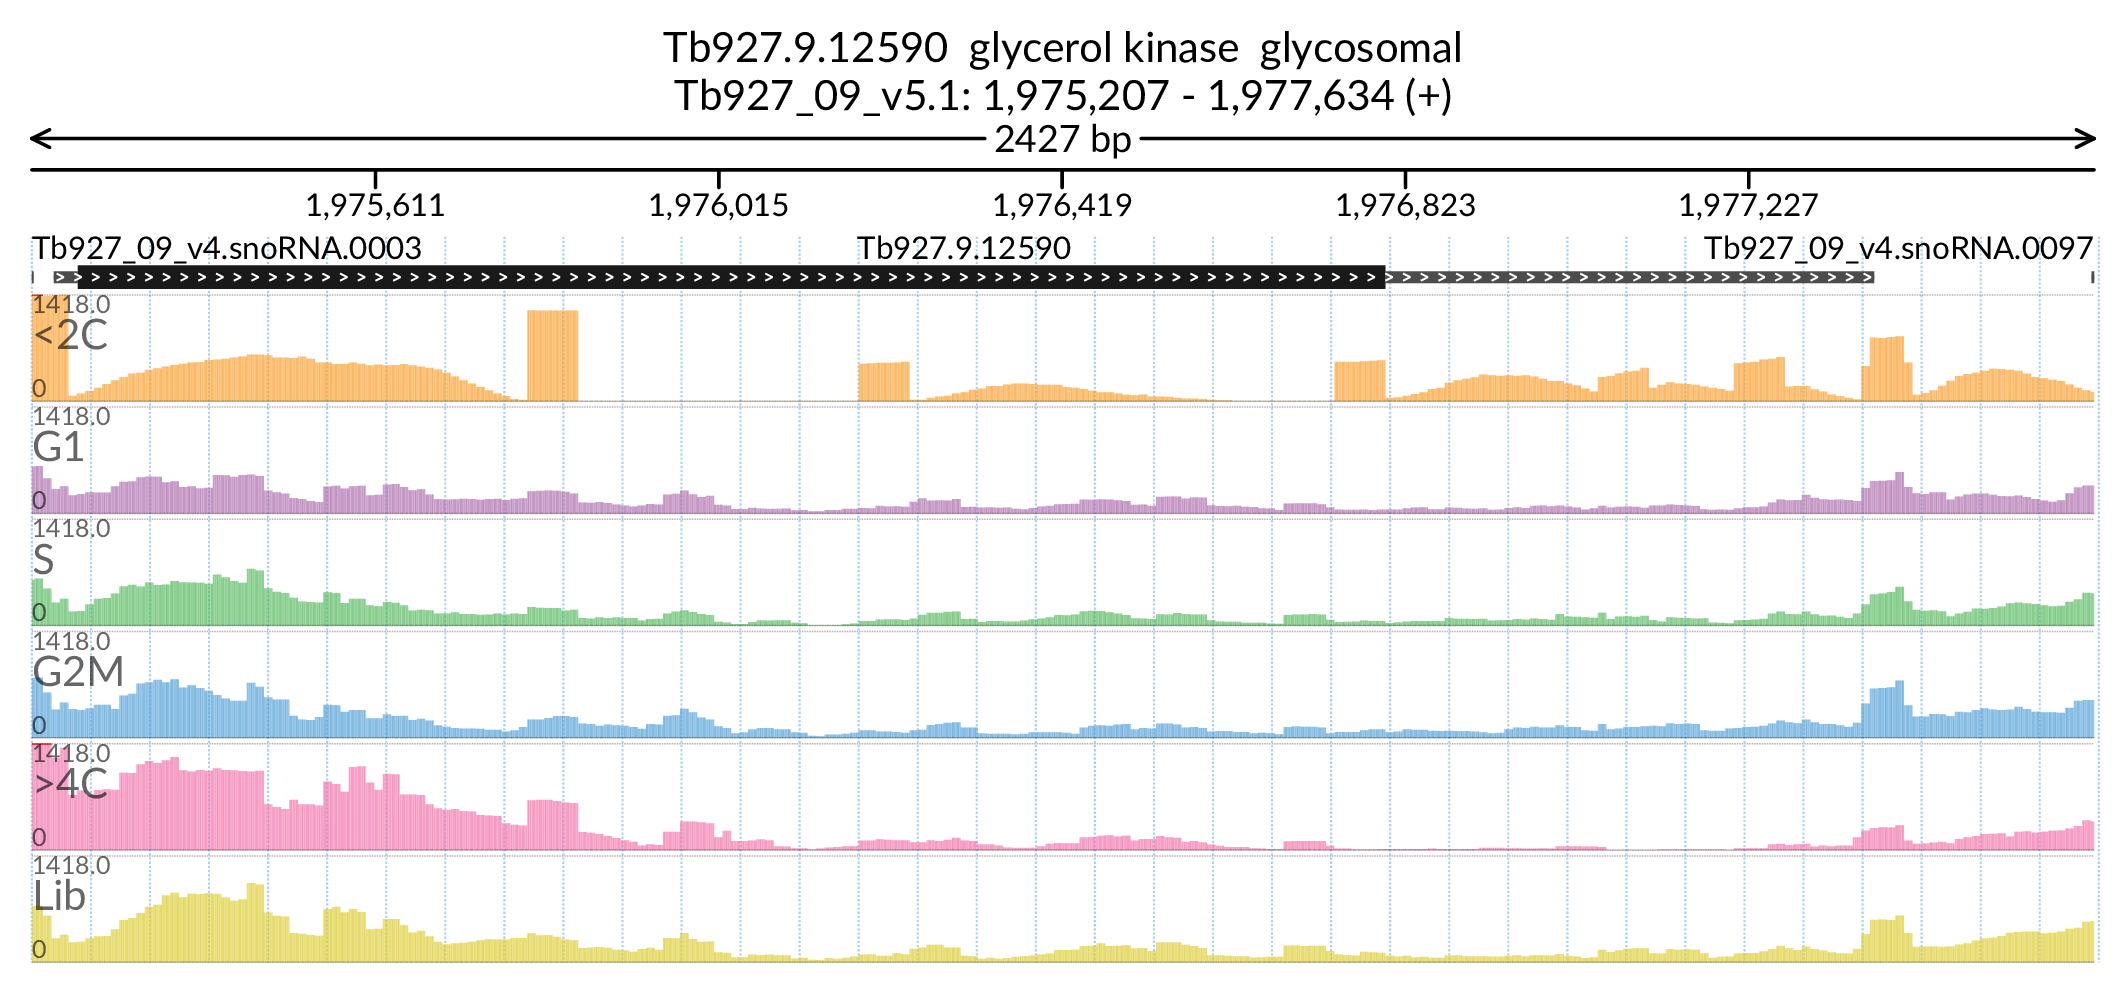 Tb927.9.12590 glycerol kinase glycosomal
Tb927_09_v5.1: 1,975,207 - 1,977,634 (+)
2427 bp
1,975,611 1,976,015 1,976,419 1,976,823 1,977,227
Tb927_09_v4.snoRNA.0003 Tb927.9.12590 Tb927_09_v4.snoRNA.0097
1418.0
<2C
0
1418.0
G1
0
1418.0
S
0
1418.0
G2M
0
1418.0
>4C
0
1418.0
Lib
0